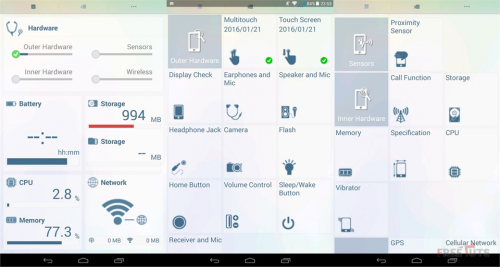 Hardware
Outer Hardware
Sensors
Inner Hardware
Wireless
Battery
--:--
hh:mm
Storage
994 MB
Storage
-- MB
CPU
2.8 %
Memory
77.3 %
Network
0 MB
0 MB
22:53
Outer Hardware
Multitouch
2016/01/21
Touch Screen
2016/01/21
Display Check
Earphones and
Mic
Speaker and Mic
Headphone Jack
Camera
Flash
Home Button
Volume Control
Sleep/Wake
Button
Receiver and Mic
Sensors
Proximity
Sensor
Inner Hardware
Call Function
Storage
Memory
Specification
CPU
Vibrator
GPS
Cellular Network
FREETUTS